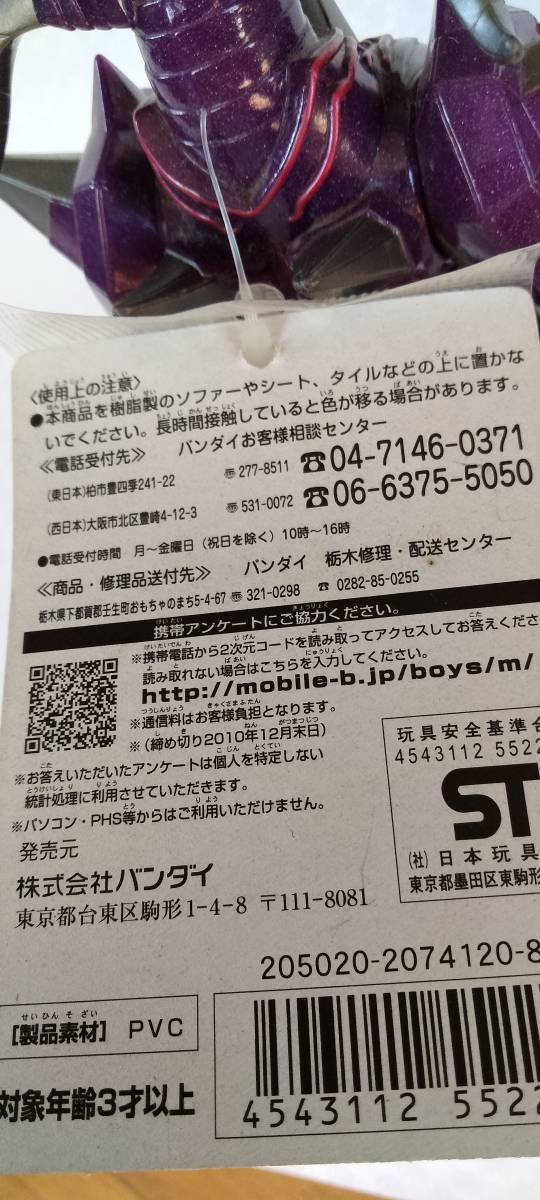 〈使用上の注意〉
●本商品を樹脂製のソファーやシート、タイルなどの上に置かな
いでください。長時間接触していると色が移る場合があります。
≪電話受付先≫ バンダイお客様相談センター
(東日本)柏市豊四季241-22 〠277-8511 ☎04-7146-0371
(西日本)大阪市北区豊崎4-12-3 〠531-0072 ☎06-6375-5050
●電話受付時間 月～金曜日（祝日を除く）10時～16時
≪商品・修理品送付先≫ バンダイ 栃木修理・配送センター
栃木県下都賀郡壬生町おもちゃのまち5-4-67 〠321-0298 ☎ 0282-85-0255
携帯アンケートにご協力ください。
※携帯電話から2次元コードを読み取ってアクセスしてお答えくださ
読み取れない場合はこちらを入力してください。
http://mobile-b.jp/boys/m/
※通信料はお客様負担となります。
※（締め切り2010年12月末日）
※お答えいただいたアンケートは個人を特定しない
統計処理に利用させていただきます。
※パソコン・PHS等からはご利用いただけません。
玩具安全基準合
4543112 5522
ST
(社)日本玩具
東京都墨田区東駒形
発売元
株式会社バンダイ
東京都台東区駒形1-4-8 〒111-8081
205020-2074120-8
[製品素材] PVC
対象年齢3才以上
4543112 5522